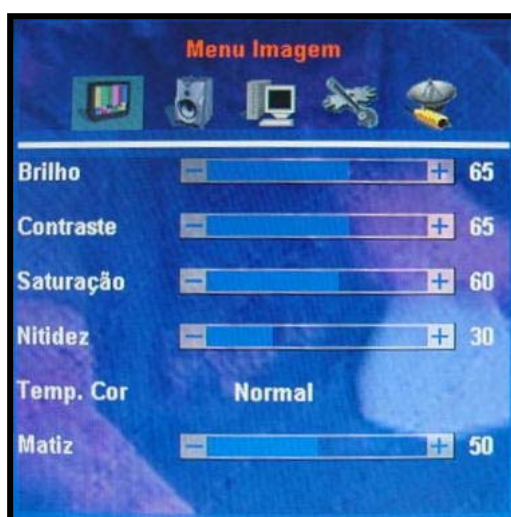 Menu Imagem
Brilho - + 65
Contraste - + 65
Saturação - + 60
Nitidez - + 30
Temp. Cor Normal
Matiz - + 50